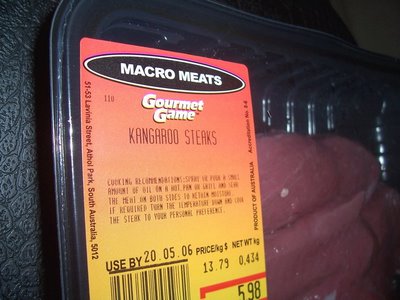 MACRO MEATS
110
Gourmet
Game™
KANGAROO STEAKS
COOKING RECOMMENDATIONS:SPRAY OR POUR A SMALL
AMOUNT OF OIL ON A HOT PAN OR GRILL AND SEAR
THE MEAT ON BOTH SIDES TO RETAIN MOISTURE.
IF REQUIRED TURN THE TEMPERATURE DOWN AND COOK
THE STEAK TO YOUR PERSONAL PREFERENCE.
USE BY 20.05.06 PRICE/kg $ NET WT kg
13.79 0.434
5.98
51-53 Lavinia Street, Athol Park, South Australia, 5012
PRODUCT OF AUSTRALIA
Accreditation No.